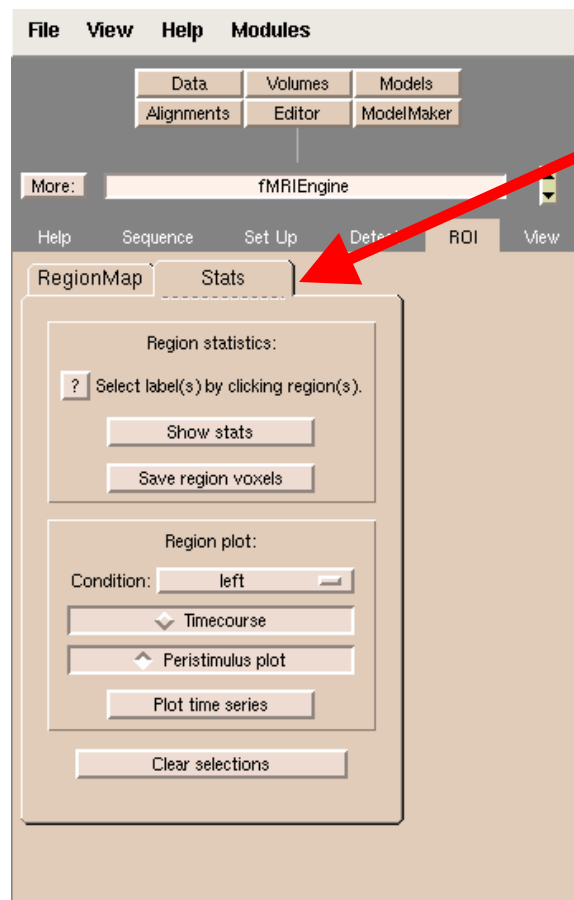 File View Help Modules
Data Volumes Models
Alignments Editor ModelMaker
More: fMRIEngine
Help Sequence Set Up ROI View
RegionMap Stats
Region statistics:
? Select label(s) by clicking region(s).
Show stats
Save region voxels
Region plot:
Condition: left
Timecourse
Peristimulus plot
Plot time series
Clear selections